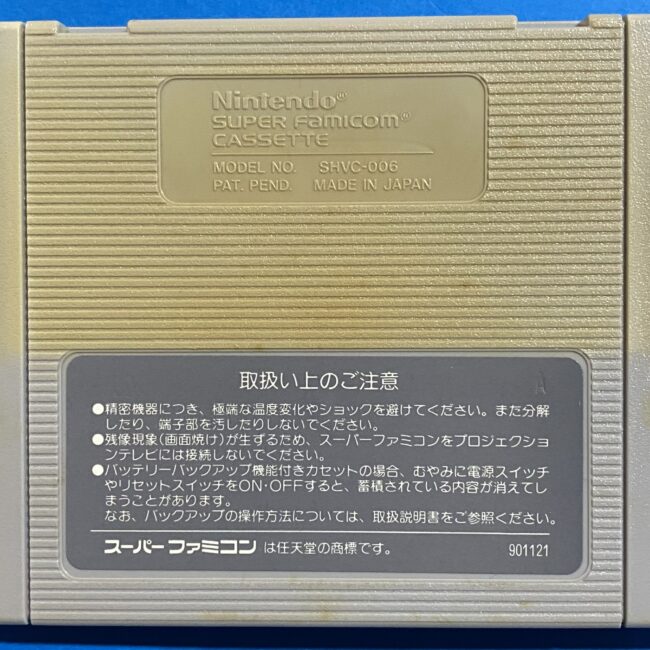 Nintendo®
SUPER FAMICOM®
CASSETTE
MODEL NO. SHVC-006
PAT. PEND. MADE IN JAPAN
取扱い上のご注意
●精密機器につき、極端な温度変化やショックを避けてください。また分解
したり、端子部を汚したりしないでください。
●残像現象(画面焼け)が生ずるため、スーパーファミコンをプロジェクション
テレビには接続しないでください。
●バッテリーバックアップ機能付きカセットの場合、むやみに電源スイッチ
やリセットスイッチをON・OFFすると、蓄積されている内容が消えてし
まうことがあります。
なお、バックアップの操作方法については、取扱説明書をご参照ください。
スーパーファミコン は任天堂の商標です。 901121